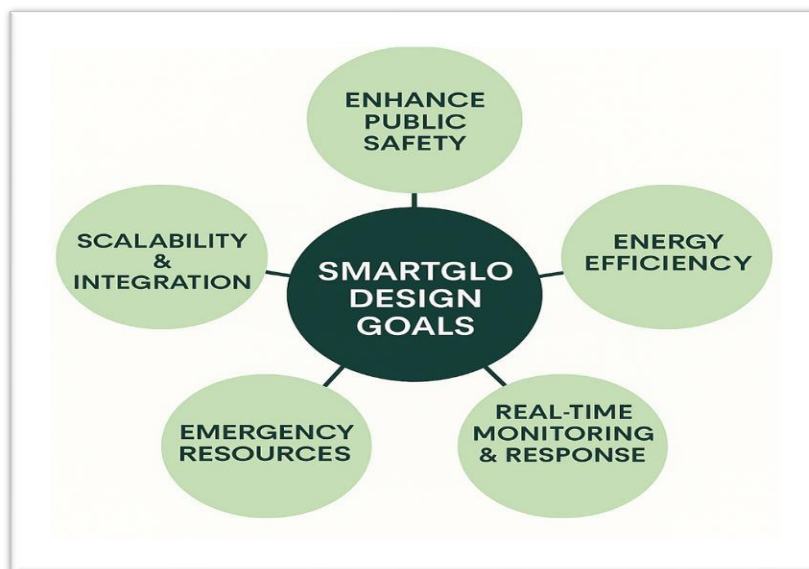 ENHANCE
PUBLIC
SAFETY
SCALABILITY
&
INTEGRATION
SMARTGLO
DESIGN
GOALS
ENERGY
EFFICIENCY
EMERGENCY
RESOURCES
REAL-TIME
MONITORING
& RESPONSE